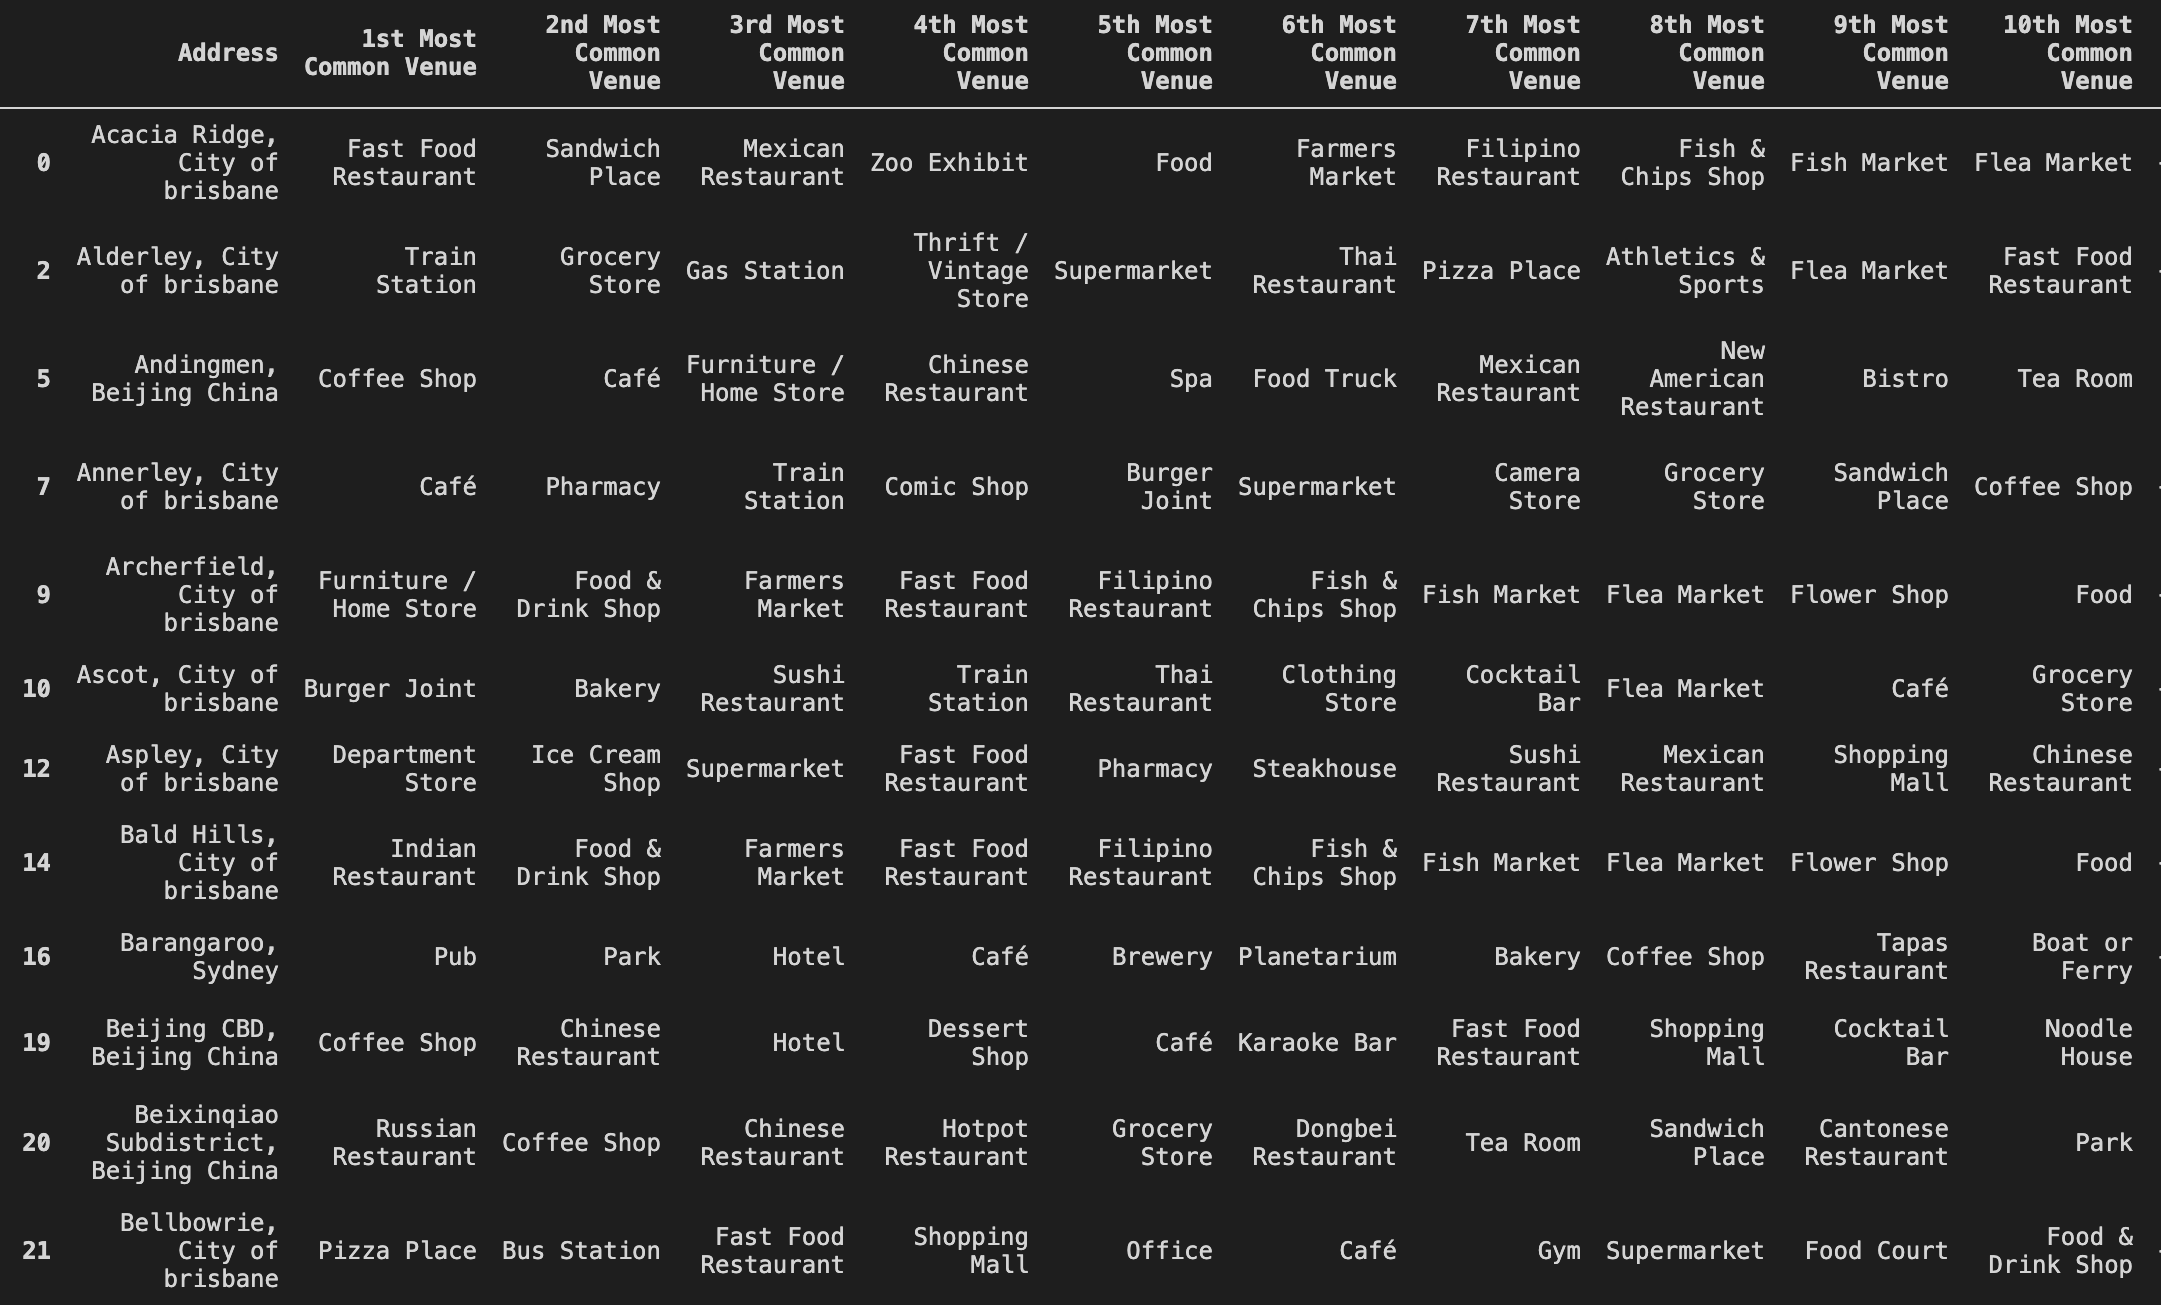 Address 1st Most Common Venue 2nd Most Common Venue 3rd Most Common Venue 4th Most Common Venue 5th Most Common Venue 6th Most Common Venue 7th Most Common Venue 8th Most Common Venue 9th Most Common Venue 10th Most Common Venue
0 Acacia Ridge, City of brisbane Fast Food Restaurant Sandwich Place Mexican Restaurant Zoo Exhibit Food Farmers Market Filipino Restaurant Fish & Chips Shop Fish Market Flea Market
2 Alderley, City of brisbane Train Station Grocery Store Gas Station Thrift / Vintage Store Supermarket Thai Restaurant Pizza Place Athletics & Sports Flea Market Fast Food Restaurant
5 Andingmen, Beijing China Coffee Shop Café Furniture / Home Store Chinese Restaurant Spa Food Truck Mexican Restaurant New American Restaurant Bistro Tea Room
7 Annerley, City of brisbane Café Pharmacy Train Station Comic Shop Burger Joint Supermarket Camera Store Grocery Store Sandwich Place Coffee Shop
9 Archerfield, City of brisbane Furniture / Home Store Food & Drink Shop Farmers Market Fast Food Restaurant Filipino Restaurant Fish & Chips Shop Fish Market Flea Market Flower Shop Food
10 Ascot, City of brisbane Burger Joint Bakery Sushi Restaurant Train Station Thai Restaurant Clothing Store Cocktail Bar Flea Market Café Grocery Store
12 Aspley, City of brisbane Department Store Ice Cream Shop Supermarket Fast Food Restaurant Pharmacy Steakhouse Sushi Restaurant Mexican Restaurant Shopping Mall Chinese Restaurant
14 Bald Hills, City of brisbane Indian Restaurant Food & Drink Shop Farmers Market Fast Food Restaurant Filipino Restaurant Fish & Chips Shop Fish Market Flea Market Flower Shop Food
16 Barangaroo, Sydney Pub Park Hotel Café Brewery Planetarium Bakery Coffee Shop Tapas Restaurant Boat or Ferry
19 Beijing CBD, Beijing China Coffee Shop Chinese Restaurant Hotel Dessert Shop Café Karaoke Bar Fast Food Restaurant Shopping Mall Cocktail Bar Noodle House
20 Beixinqiao Subdistrict, Beijing China Russian Restaurant Coffee Shop Chinese Restaurant Hotpot Restaurant Grocery Store Dongbei Restaurant Tea Room Sandwich Place Cantonese Restaurant Park
21 Bellbowrie, City of brisbane Pizza Place Bus Station Fast Food Restaurant Shopping Mall Office Café Gym Supermarket Food Court Food & Drink Shop